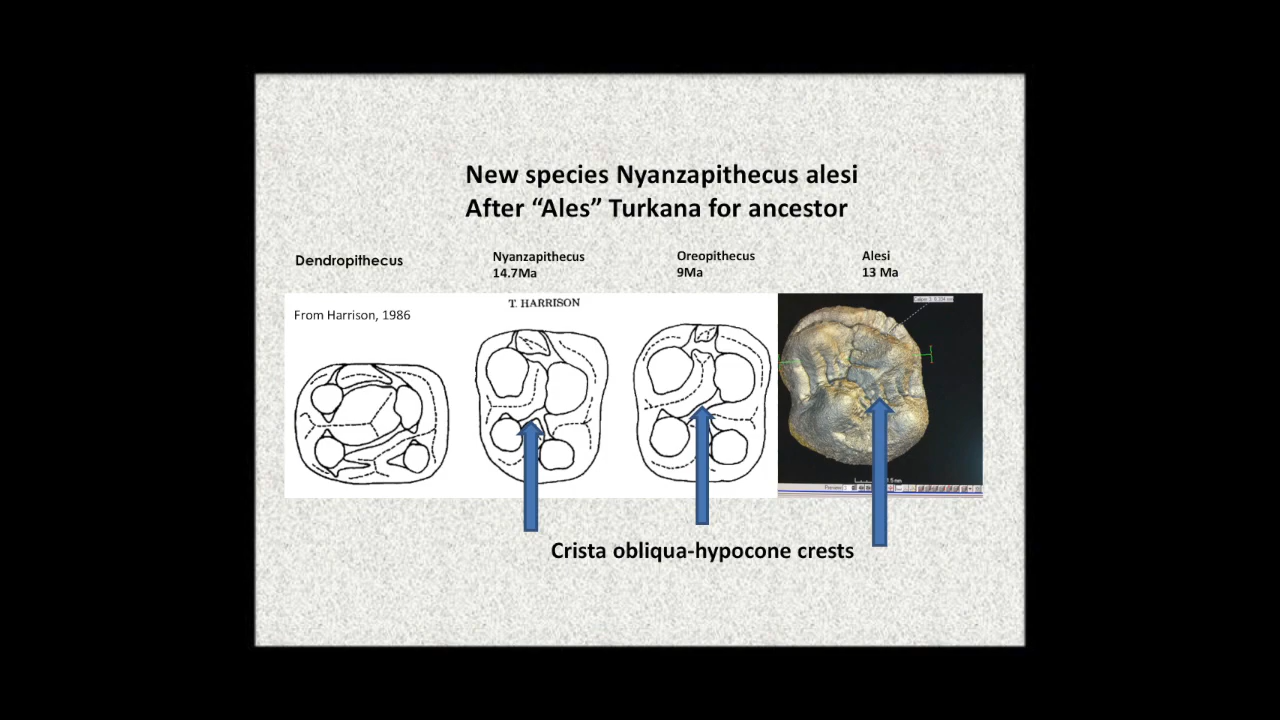 New species Nyanzapithecus alesi
After “Ales” Turkana for ancestor
Dendropithecus
Nyanzapithecus
14.7Ma
Oreopithecus
9Ma
Alesi
13 Ma
T. HARRISON
From Harrison, 1986
Crista obliqua-hypocone crests